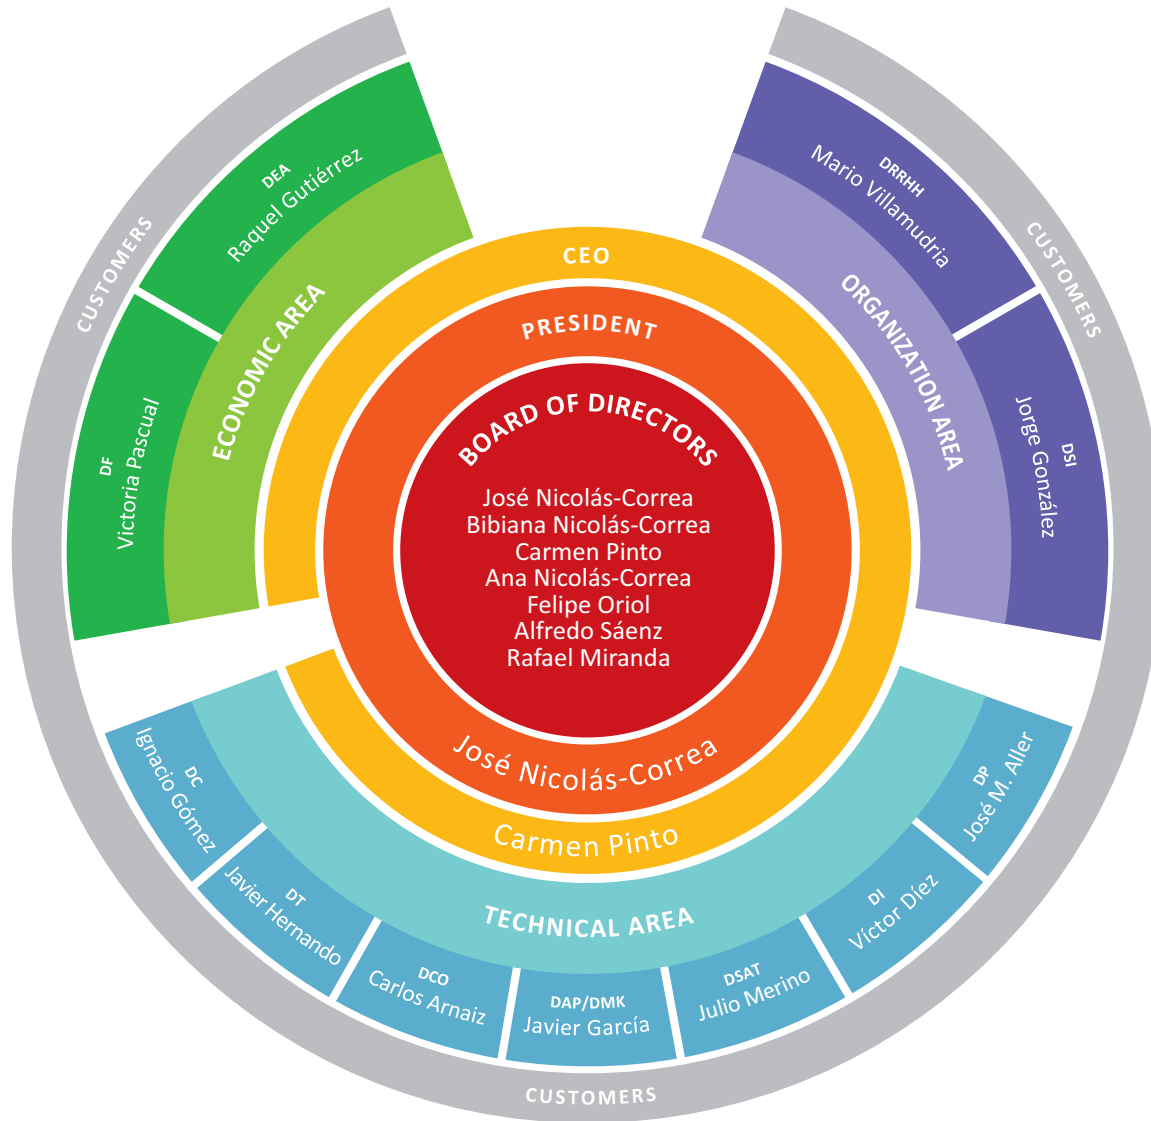 CUSTOMERS
DEA
Raquel Gutiérrez
DF
Victoria Pascual
ECONOMIC AREA
CUSTOMERS
DRRHH
Mario Villamudria
DSI
Jorge González
ORGANIZATION AREA
CEO
PRESIDENT
BOARD OF DIRECTORS
José Nicolás-Correa
Bibiana Nicolás-Correa
Carmen Pinto
Ana Nicolás-Correa
Felipe Oriol
Alfredo Sáenz
Rafael Miranda
José Nicolás-Correa
Carmen Pinto
TECHNICAL AREA
DC
Ignacio Gómez
DT
Javier Hernando
DCO
Carlos Arnaiz
DAP/DMK
Javier García
DSAT
Julio Merino
DI
Víctor Díez
DP
José M. Aller
CUSTOMERS